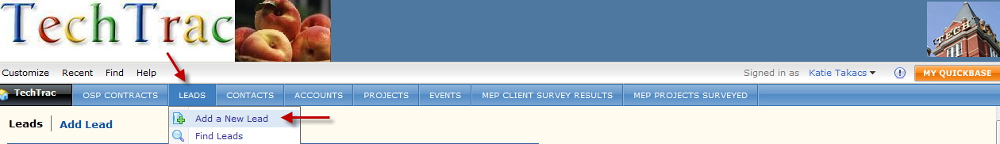 TechTrac
TECH
Customize Recent Find Help Signed in as Katie Takacs MY QUICKBASE
TechTrac OSP CONTRACTS LEADS CONTACTS ACCOUNTS PROJECTS EVENTS MEP CLIENT SURVEY RESULTS MEP PROJECTS SURVEYED
Leads Add Lead
Add a New Lead
Find Leads